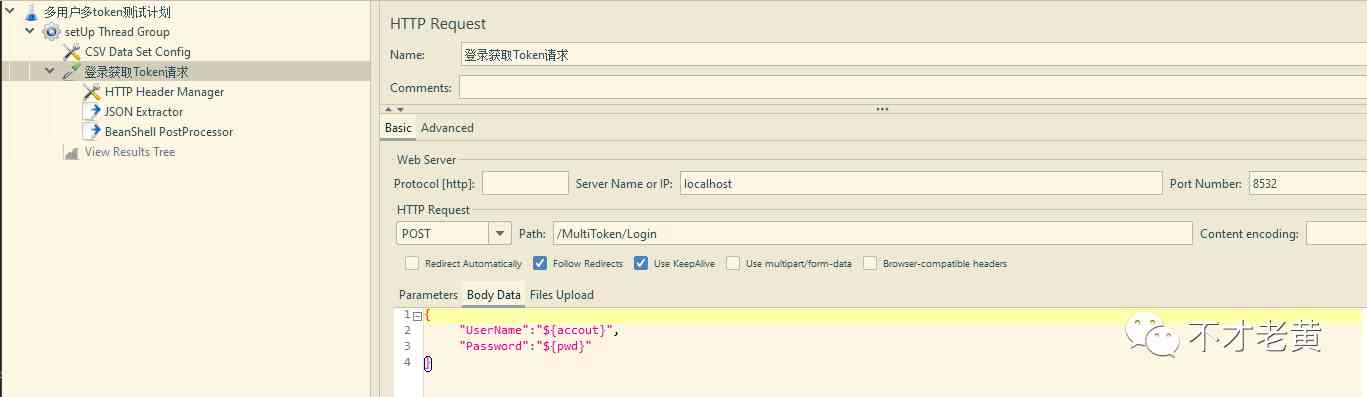 多用户多token测试计划
setUp Thread Group
CSV Data Set Config
登录获取Token请求
HTTP Header Manager
JSON Extractor
BeanShell PostProcessor
View Results Tree
HTTP Request
Name: 登录获取Token请求
Comments:
Basic Advanced
Web Server
Protocol [http]: Server Name or IP: localhost Port Number: 8532
HTTP Request
POST Path: /MultiToken/Login Content encoding:
Redirect Automatically Follow Redirects Use KeepAlive Use multipart/form-data Browser-compatible headers
Parameters Body Data Files Upload
1 {
2 "UserName":"${accout}",
3 "Password":"${pwd}"
4 }
不才老黄